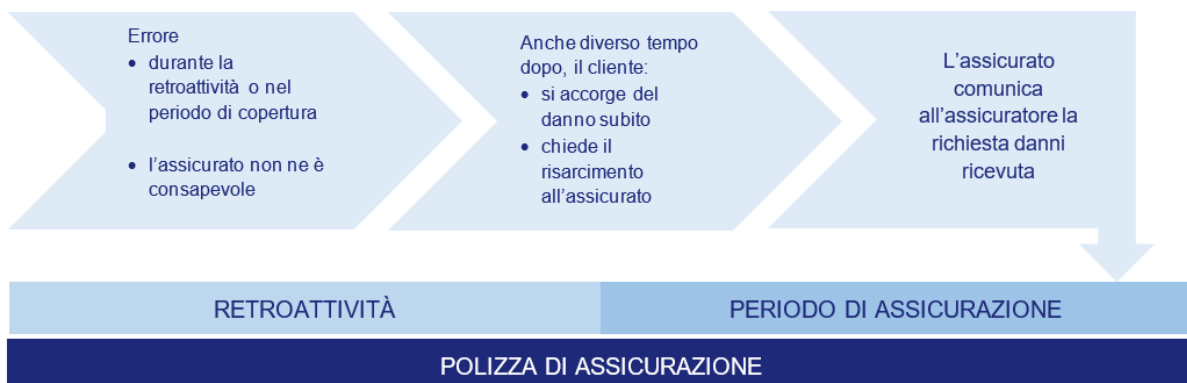 Errore
• durante la
retroattività o nel
periodo di copertura
• l'assicurato non ne è
consapevole
Anche diverso tempo
dopo, il cliente:
• si accorge del
danno subito
• chiede il
risarcimento
all'assicurato
L'assicurato
comunica
all'assicuratore la
richiesta danni
ricevuta
RETROATTIVITÀ
PERIODO DI ASSICURAZIONE
POLIZZA DI ASSICURAZIONE